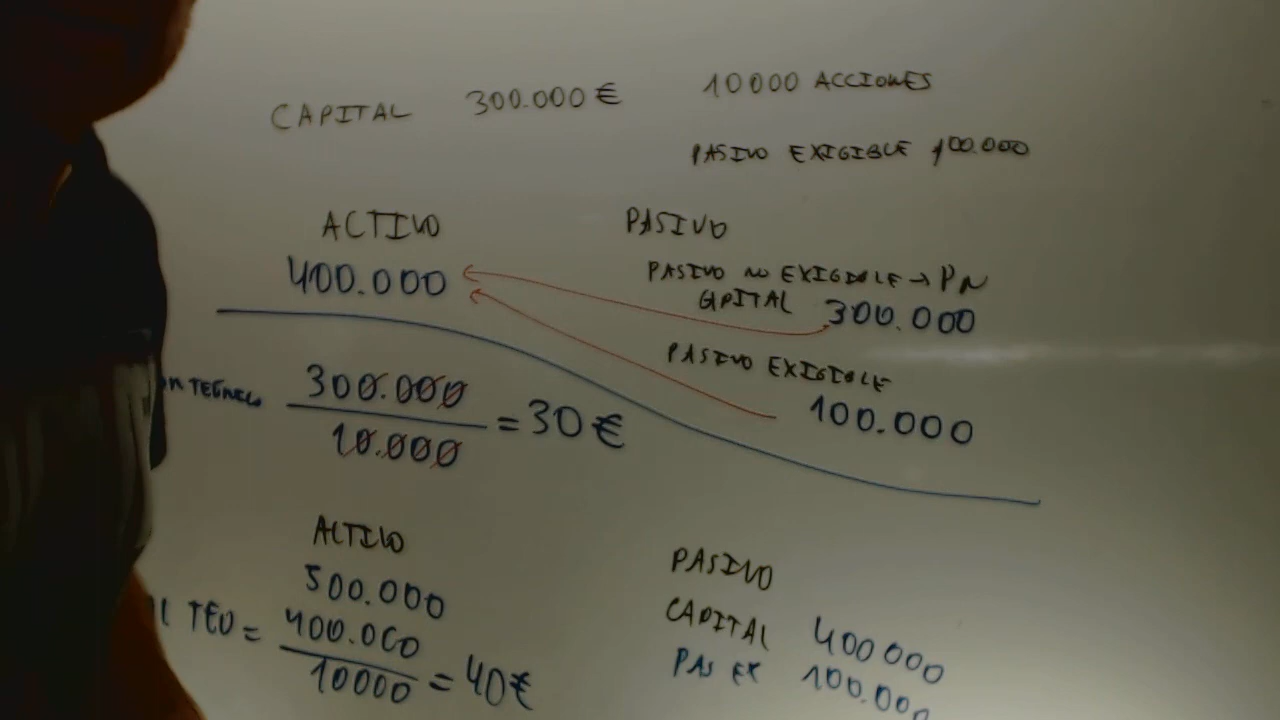 CAPITAL 300.000 € 10000 ACCIONES
PASIVO EXIGIBLE 100.000
ACTIVO PASIVO
400.000 PASIVO NO EXIGIBLE → PN
CAPITAL 300.000
PASIVO EXIGIBLE
100.000
300.000
10.000
= 30 €
ACTIVO
500.000
PASIVO
CAPITAL 400000
PAS EX 100.000
TEO = 400.000
10000
= 40€